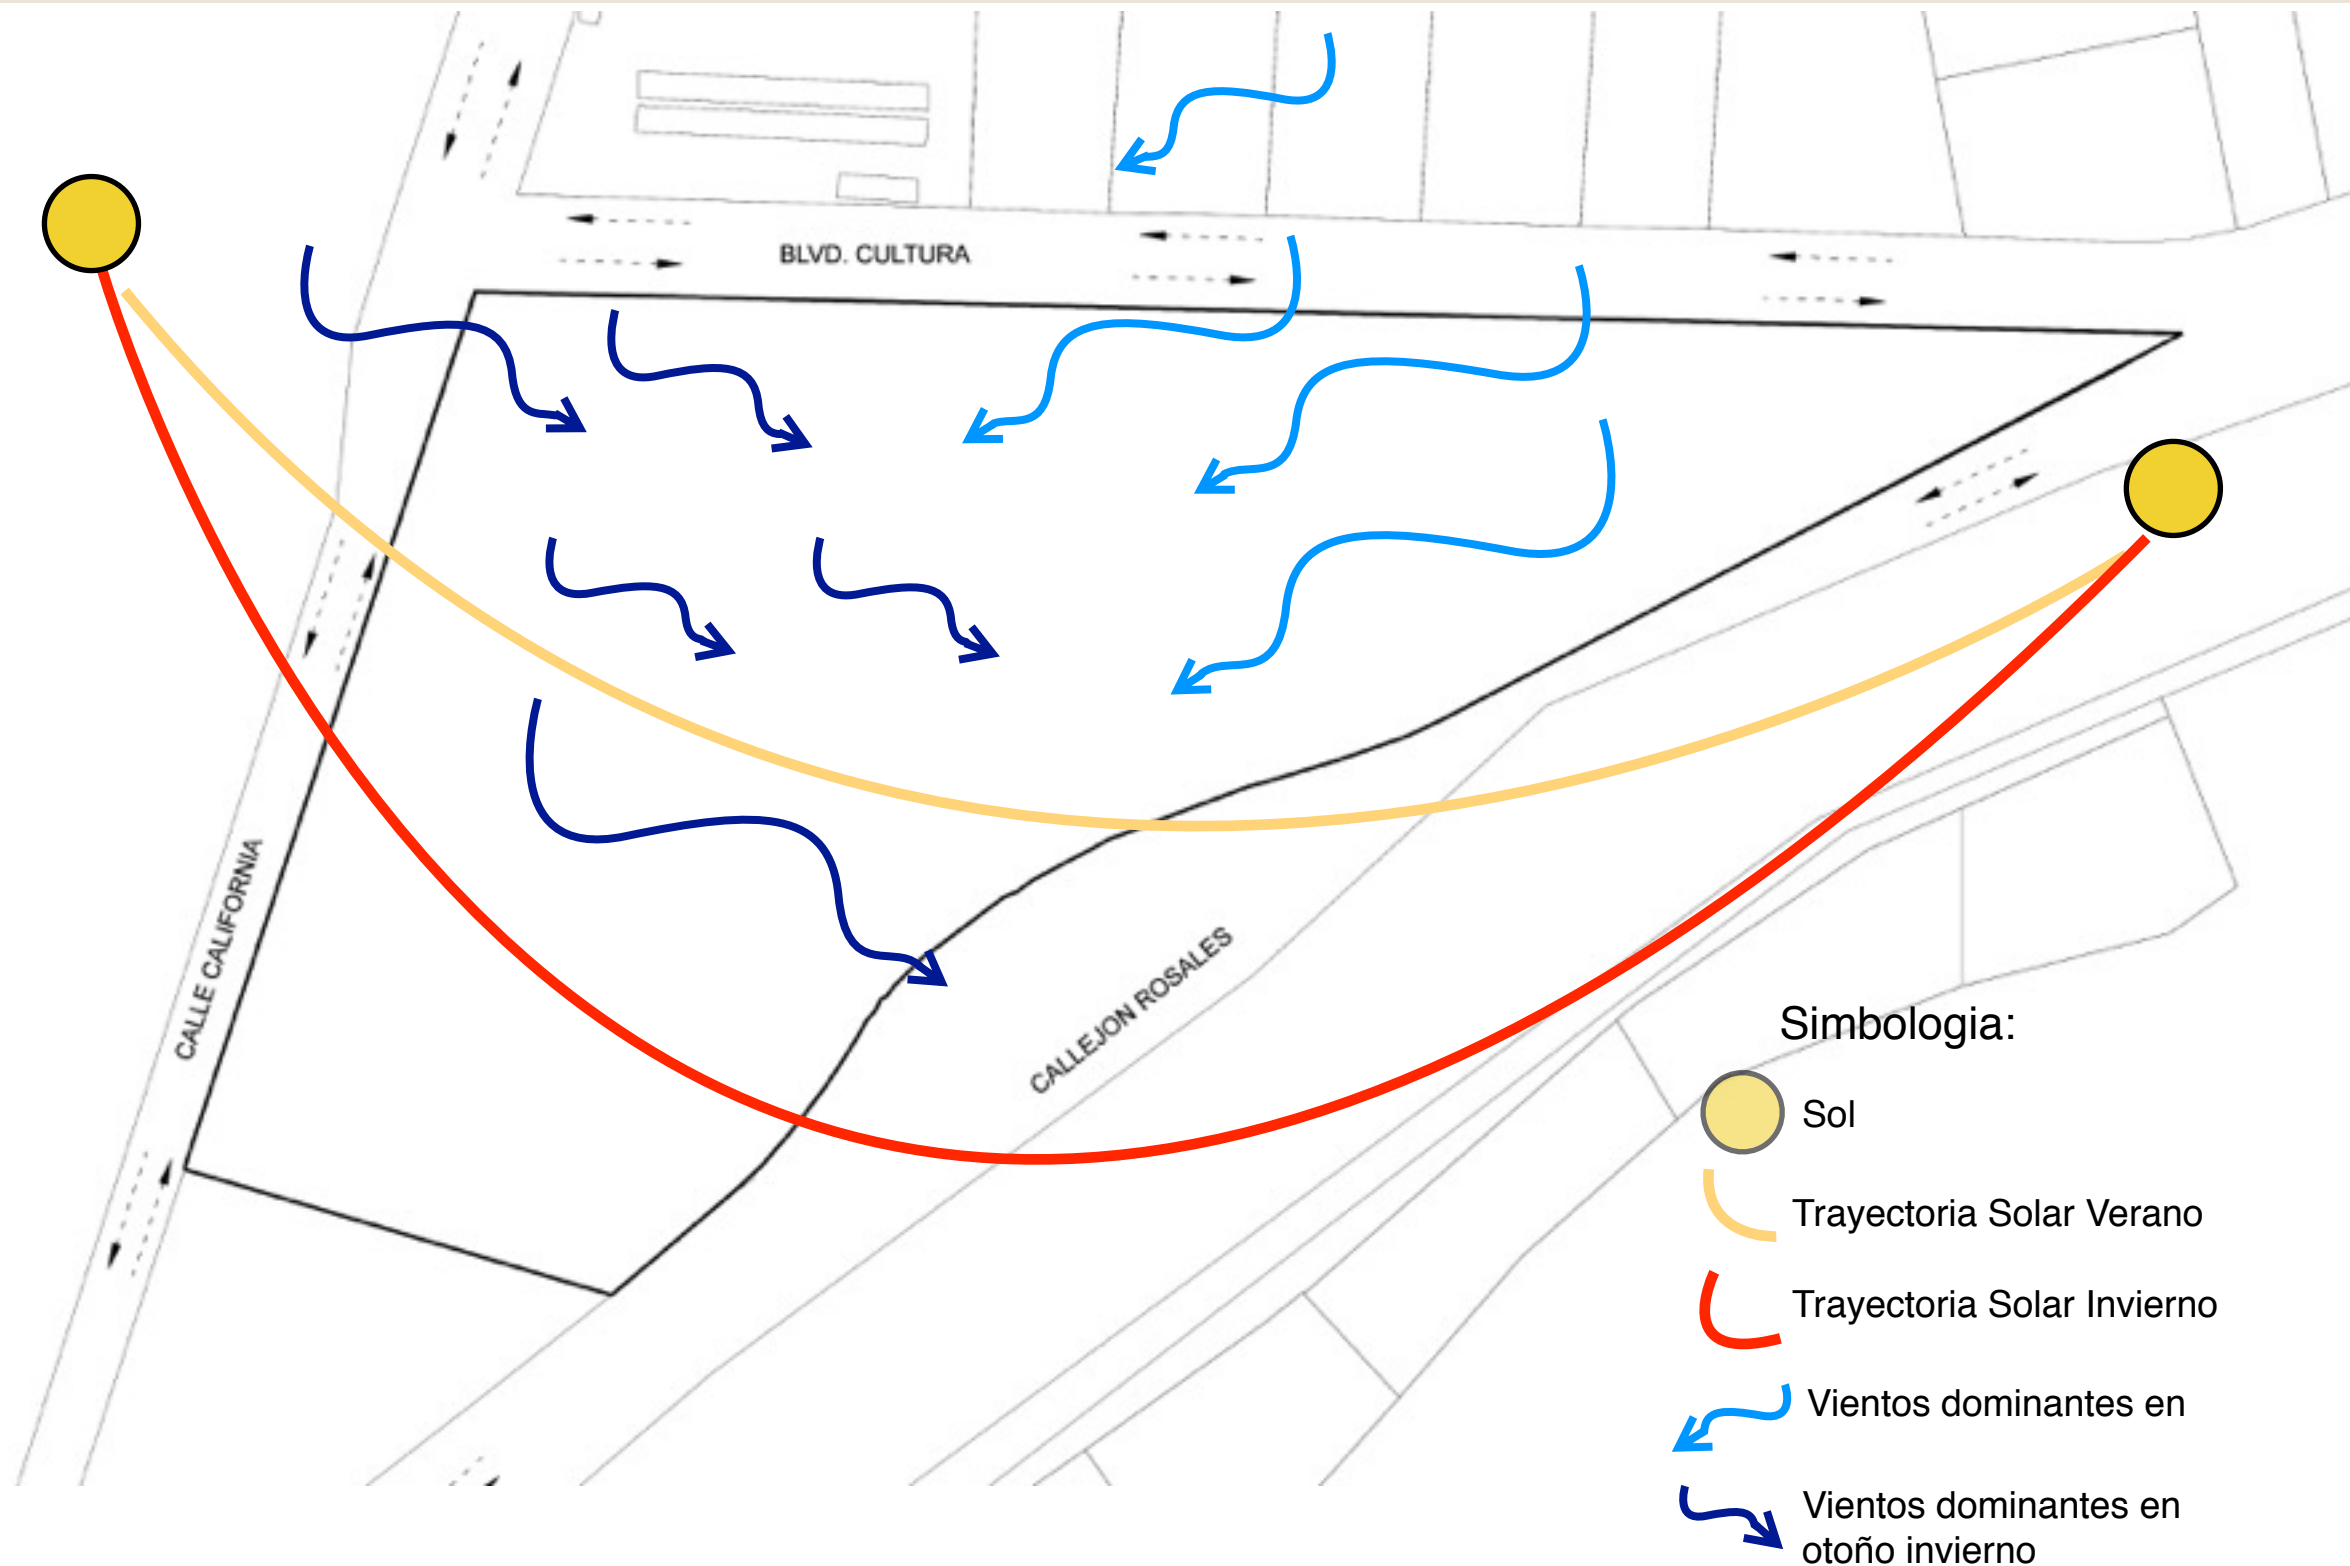 BLVD. CULTURA
CALLE CALIFORNIA
CALLEJON ROSALES
Simbologia:
Sol
Trayectoria Solar Verano
Trayectoria Solar Invierno
Vientos dominantes en
Vientos dominantes en
otoño invierno